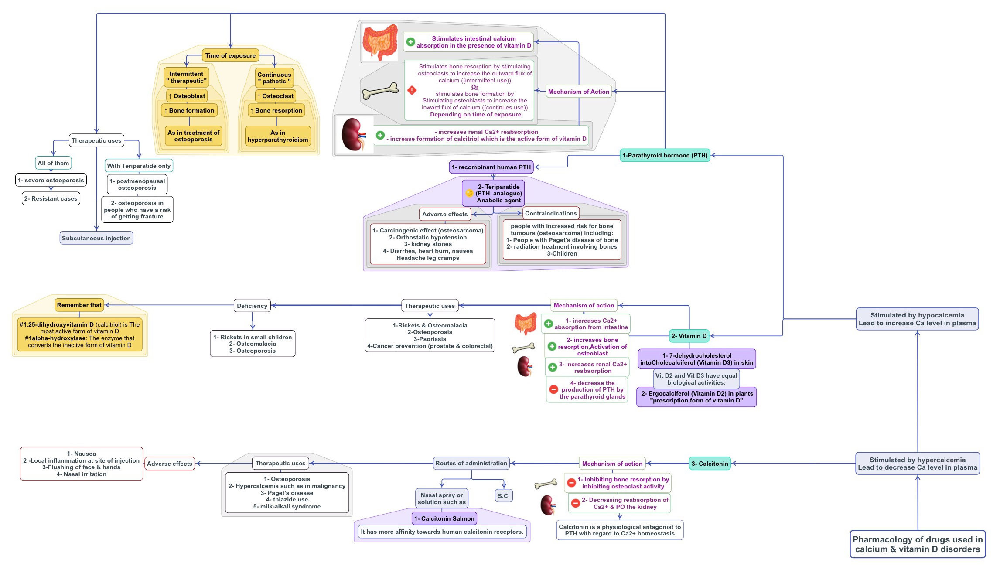 Stimulates intestinal calcium
absorption in the presence of vitamin D
Stimulates bone resorption by stimulating
osteoclasts to increase the outward flux of
calcium ((intermittent use))
Or
stimulates bone formation by
Stimulating osteoblasts to increase the
inward flux of calcium ((continues use))
Depending on time of exposure
- increases renal Ca2+ reabsorption
- increase formation of calcitriol which is the active form of vitamin D
Mechanism of Action
Time of exposure
Intermittent
" therapeutic"
↑ Osteoblast
↑ Bone formation
As in treatment of
osteoporosis
Continuous
" pathetic "
↑ Osteoclast
↑ Bone resorption
As in
hyperparathyroidism
Therapeutic uses
All of them
1- severe osteoporosis
2- Resistant cases
With Teriparatide only
1- postmenopausal
osteoporosis
2- osteoporosis in
people who have a risk
of getting fracture
Subcutaneous injection
1-Parathyroid hormone (PTH)
1- recombinant human PTH
2- Teriparatide
(PTH analogue)
Anabolic agent
Adverse effects
1- Carcinogenic effect (osteosarcoma)
2- Orthostatic hypotension
3- kidney stones
4- Diarrhea, heart burn, nausea
Headache leg cramps
Contraindications
people with increased risk for bone
tumours (osteosarcoma) including:
1- People with Paget's disease of bone
2- radiation treatment involving bones
3-Children
Remember that
#1,25-dihydroxyvitamin D (calcitriol) is The
most active form of vitamin D
#1alpha-hydroxylase: The enzyme that
converts the inactive form of vitamin D
Deficiency
1- Rickets in small children
2- Osteomalacia
3- Osteoporosis
Therapeutic uses
1-Rickets & Osteomalacia
2-Osteoporosis
3-Psoriasis
4-Cancer prevention (prostate & colorectal)
Mechanism of action
1- increases Ca2+
absorption from intestine
2- increases bone
resorption,Activation of
osteoblast
3- increases renal Ca2+
reabsorption
4- decrease the
production of PTH by
the parathyroid glands
2- Vitamin D
1- 7-dehydrocholesterol
intoCholecalciferol (Vitamin D3) in skin
Vit D2 and Vit D3 have equal
biological activities.
2- Ergocalciferol (Vitamin D2) in plants
"prescription form of vitamin D"
Stimulated by hypocalcemia
Lead to increase Ca level in plasma
1- Nausea
2 -Local inflammation at site of injection
3-Flushing of face & hands
4- Nasal irritation
Adverse effects
Therapeutic uses
1- Osteoporosis
2- Hypercalcemia such as in malignancy
3- Paget's disease
4- thiazide use
5- milk-alkali syndrome
Routes of administration
Nasal spray or
solution such as
S.C.
1- Calcitonin Salmon
It has more affinity towards human calcitonin receptors.
Mechanism of action
1- Inhibiting bone resorption by
inhibiting osteoclast activity
2- Decreasing reabsorption of
Ca2+ & PO the kidney
Calcitonin is a physiological antagonist to
PTH with regard to Ca2+ homeostasis
3- Calcitonin
Stimulated by hypercalcemia
Lead to decrease Ca level in plasma
Pharmacology of drugs used in
calcium & vitamin D disorders